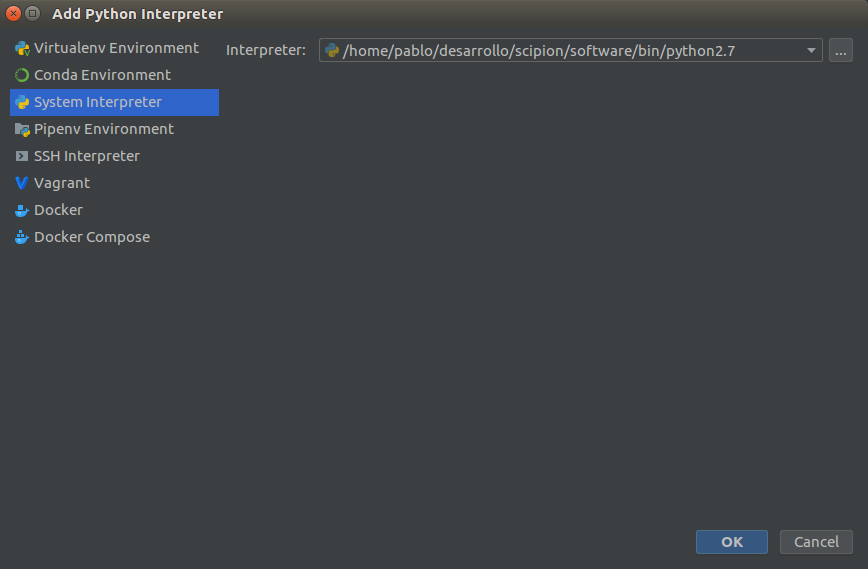 Add Python Interpreter
Virtualenv Environment
Conda Environment
System Interpreter
Pipenv Environment
SSH Interpreter
Vagrant
Docker
Docker Compose
Interpreter: /home/pablo/desarrollo/scipion/software/bin/python2.7 ...
OK Cancel